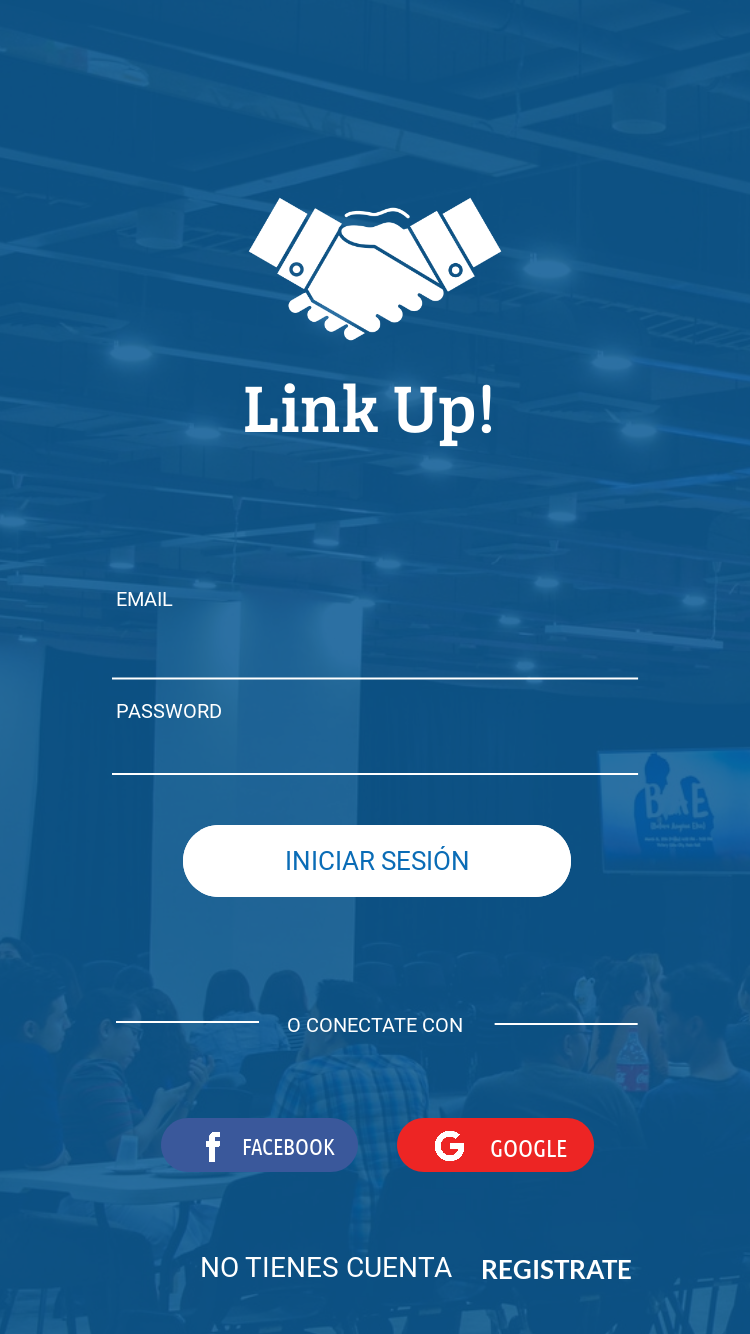 Link Up!
EMAIL
PASSWORD
INICIAR SESIÓN
O CONECTATE CON
FACEBOOK
GOOGLE
NO TIENES CUENTA REGISTRATE